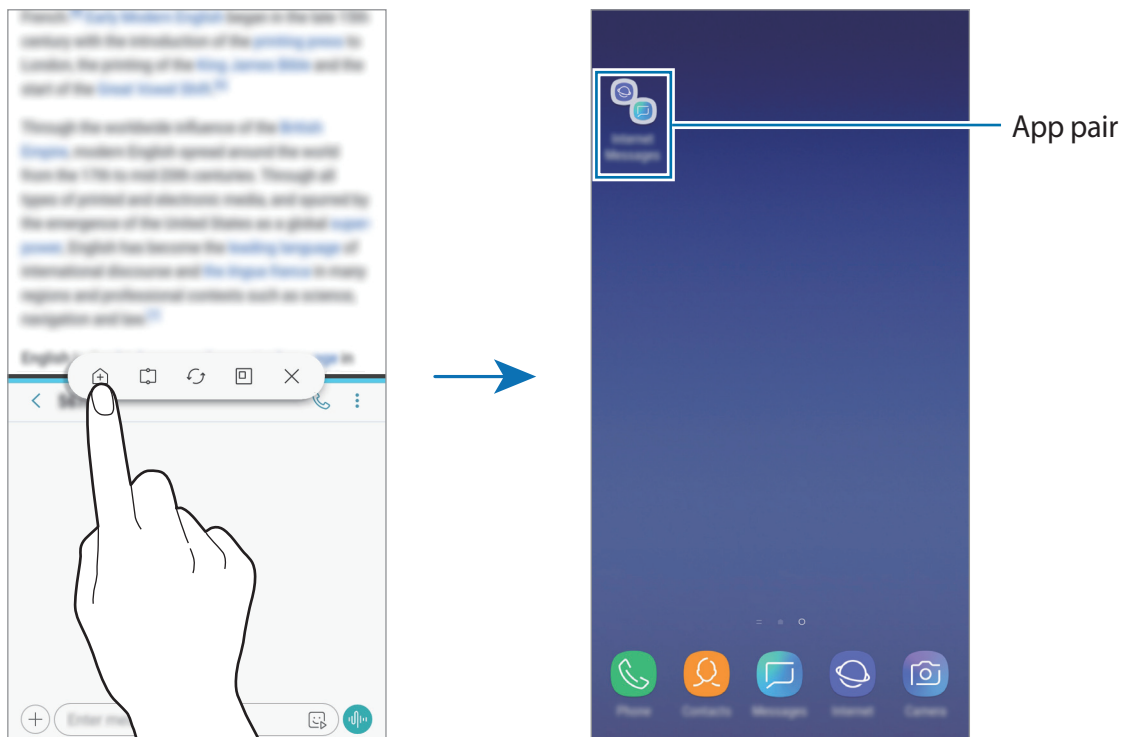 French. Early Modern English began in the late 15th
century with the introduction of the printing press to
London, the printing of the King James Bible and the
start of the Great Vowel Shift.
Through the worldwide influence of the British
Empire, modern English spread around the world
from the 17th to mid-20th centuries. Through all
types of printed and electronic media, and spurred by
the emergence of the United States as a global super-
power, English has become the leading language of
international discourse and the lingua franca in many
regions and professional contexts such as science,
navigation and law.
English in
App pair
Internet
Messages
Enter
Phone Contacts Messages Internet Camera